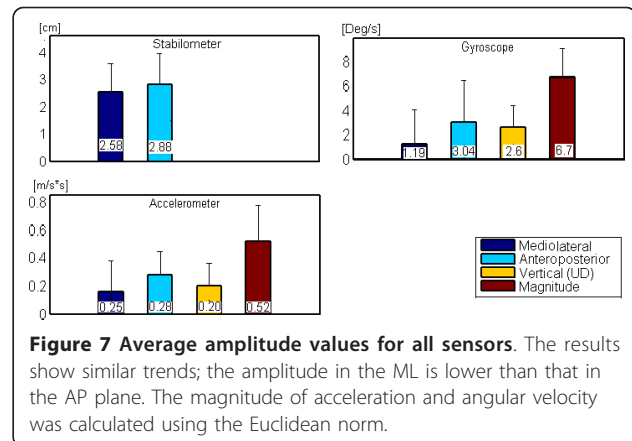 [cm]
Stabilometer
4
3
2
1
0
2.58
2.88
[Deg/s]
Gyroscope
8
6
4
2
0
1.19
3.04
2.6
6.7
[m/s*s]
Accelerometer
0.8
0.6
0.4
0.2
0
0.25
0.28
0.20
0.52
Mediolateral
Anteroposterior
Vertical (UD)
Magnitude
Figure 7 Average amplitude values for all sensors. The results
show similar trends; the amplitude in the ML is lower than that in
the AP plane. The magnitude of acceleration and angular velocity
was calculated using the Euclidean norm.